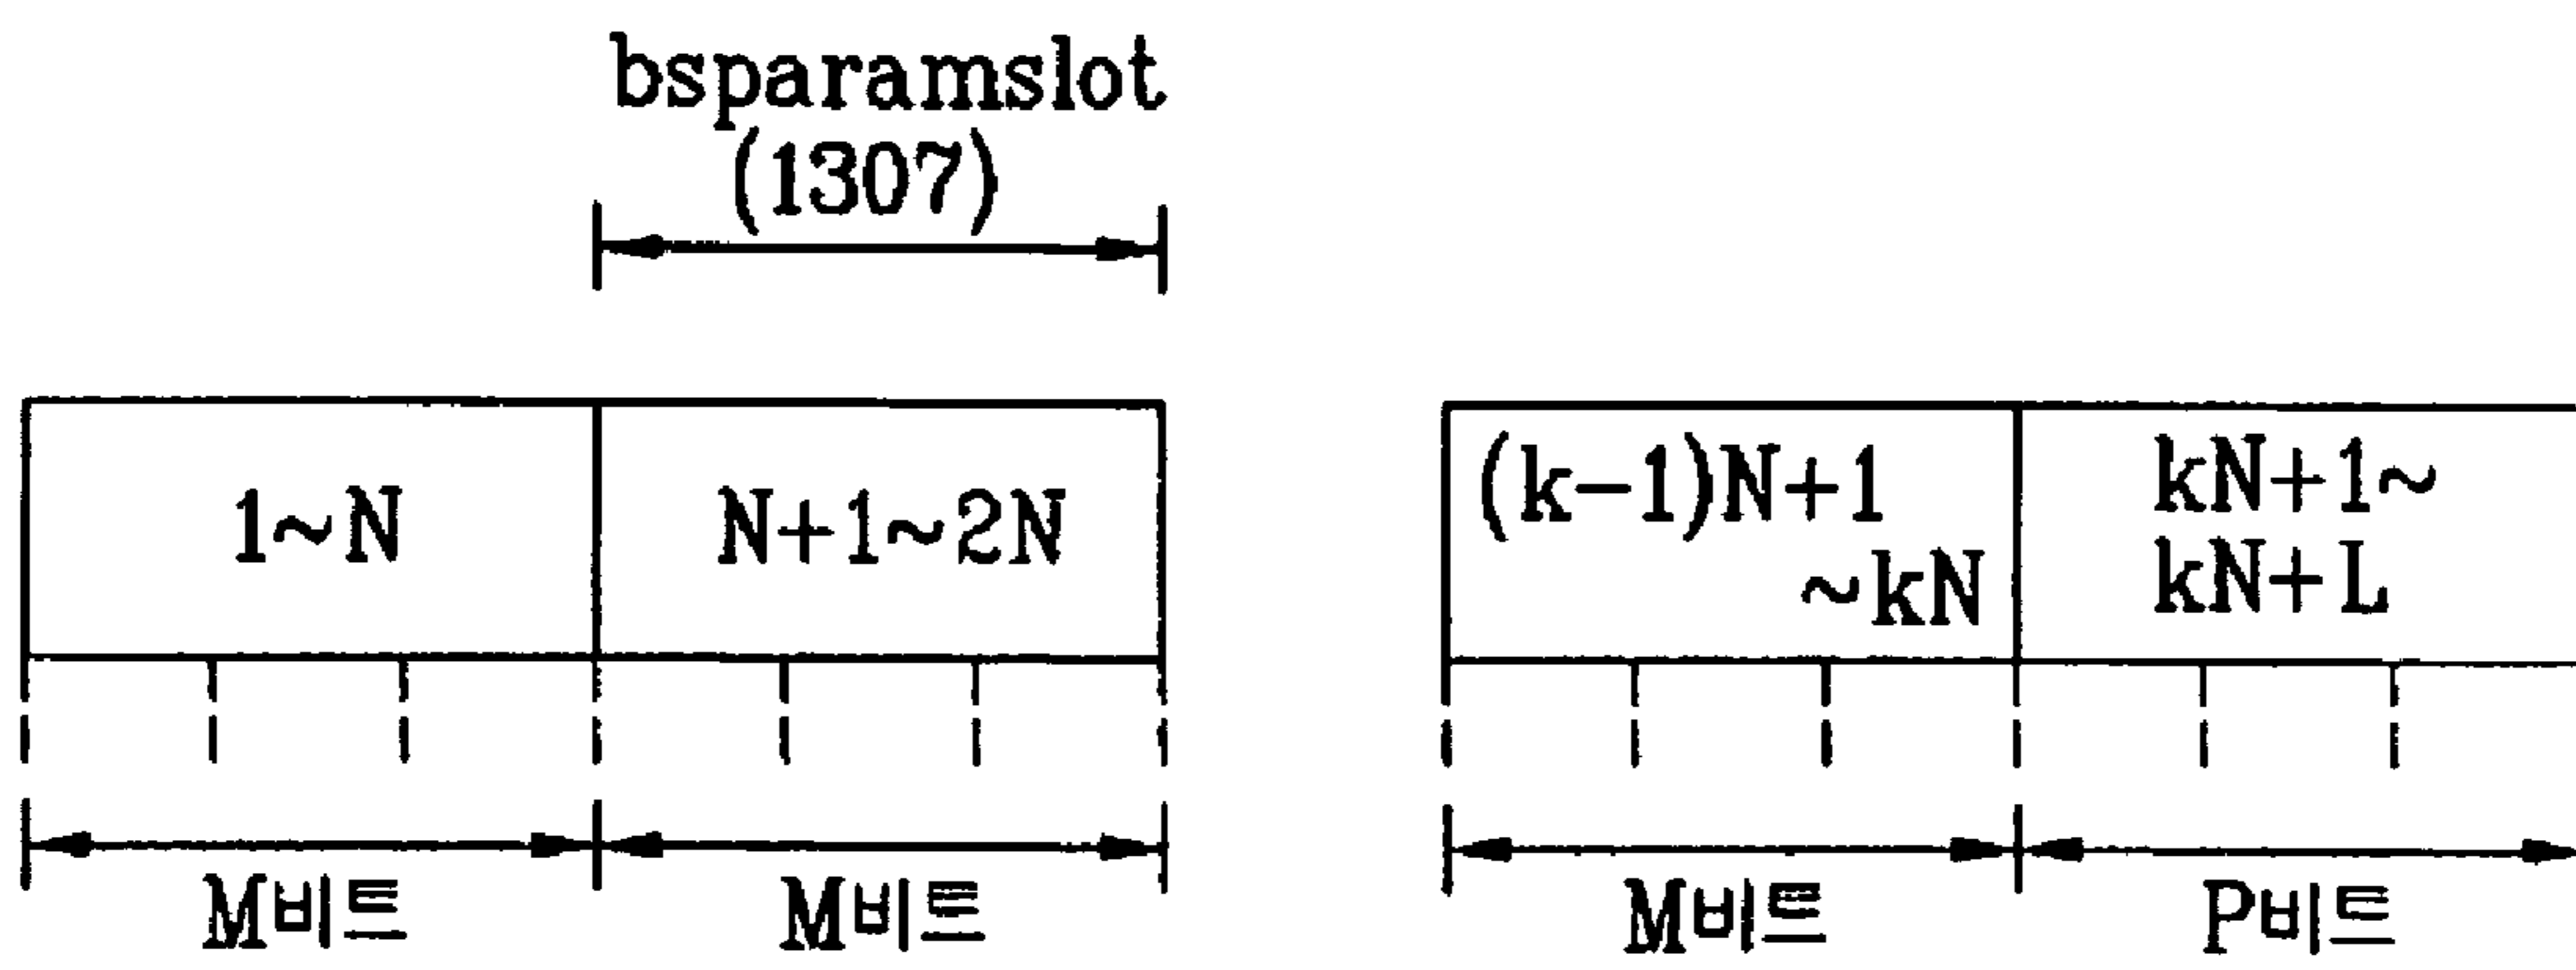 bsparamslot
(1307)
1~N
N+1~2N
(k-1)N+1
~kN
kN+1~
kN+L
M비트
M비트
M비트
P비트